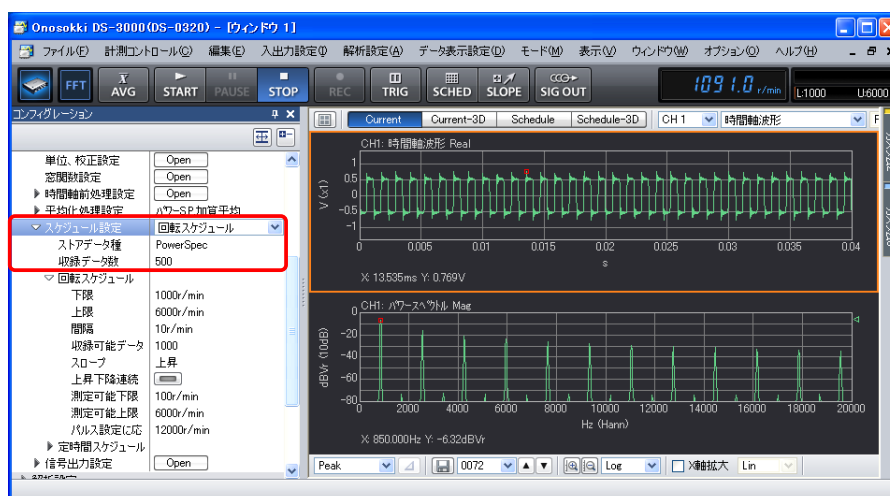 Onosokki DS-3000(DS-0320) - [ウィンドウ 1]
ファイル(F) 計測コントロール(C) 編集(E) 入出力設定(I) 解析設定(A) データ表示設定(D) モード(M) 表示(V) ウィンドウ(W) オプション(O) ヘルプ(H)
FFT X AVG START PAUSE STOP REC TRIG SCHED SLOPE SIG OUT 1091.0 r/min L:1000 U:6000
コンフィグレーション
Current Current-3D Schedule Schedule-3D CH 1 時間軸波形 F
単位、校正設定 Open
窓関数設定 Open
時間軸前処理設定 Open
平均化処理設定 パワーSP加算平均
スケジュール設定 回転スケジュール
ストアデータ種 PowerSpec
収録データ数 500
回転スケジュール
下限 1000r/min
上限 6000r/min
間隔 10r/min
収録可能データ 1000
スロープ 上昇
上昇下降連続
測定可能下限 100r/min
測定可能上限 6000r/min
パルス設定に応 12000r/min
定時間スケジュール
信号出力設定 Open
CH1: 時間軸波形 Real
V (x1)
1
0.5
0
-0.5
-1
0 0.005 0.01 0.015 0.02 0.025 0.03 0.035 0.04
s
X: 13.535ms Y: 0.769V
CH1: パワースペクトル Mag
dBVr (10dB)
0
-20
-40
-60
-80
0 2000 4000 6000 8000 10000 12000 14000 16000 18000 20000
Hz (Hann)
X: 850.000Hz Y: -6.32dBVr
Peak 0072 Log X軸拡大 Lin